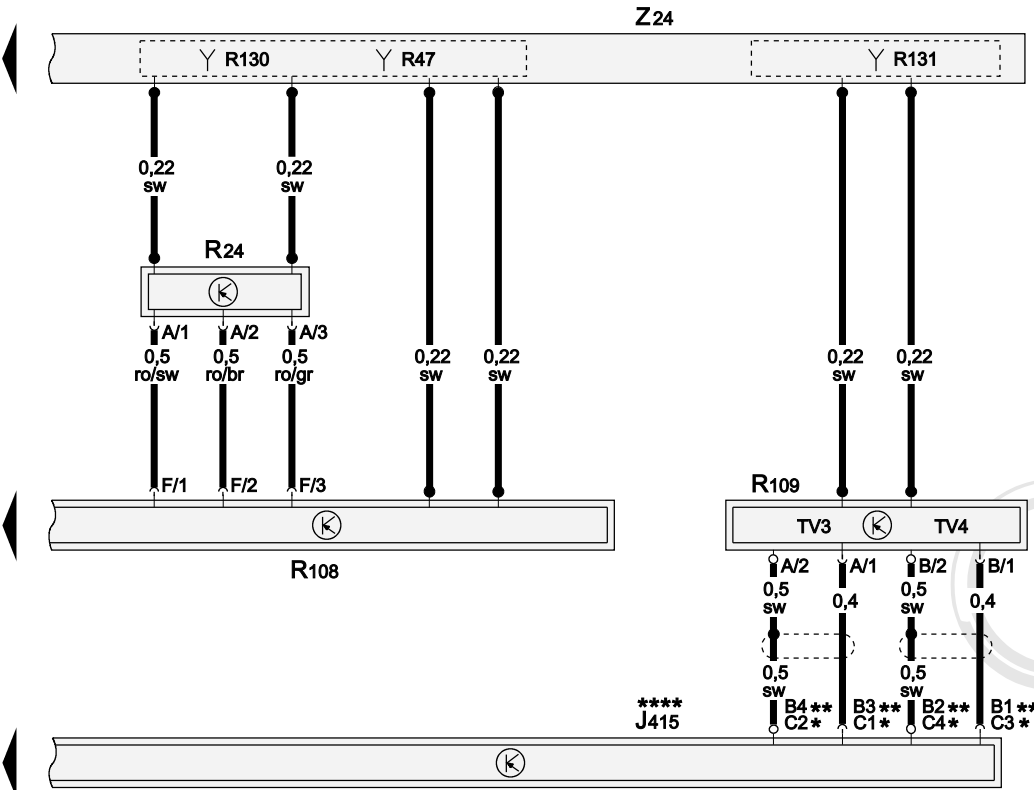 Z24
R130 R47 R131
0,22 0,22
sw sw
R24
A/1 A/2 A/3
0,5 0,5 0,5 0,22 0,22 0,22 0,22
ro/sw ro/br ro/gr sw sw sw sw
F/1 F/2 F/3
R109
TV3 TV4
R108
A/2 A/1 B/2 B/1
0,5 0,4 0,5 0,4
sw sw
0,5 0,5
sw sw
**** B4** B3** B2** B1**
J415 C2* C1* C4* C3*